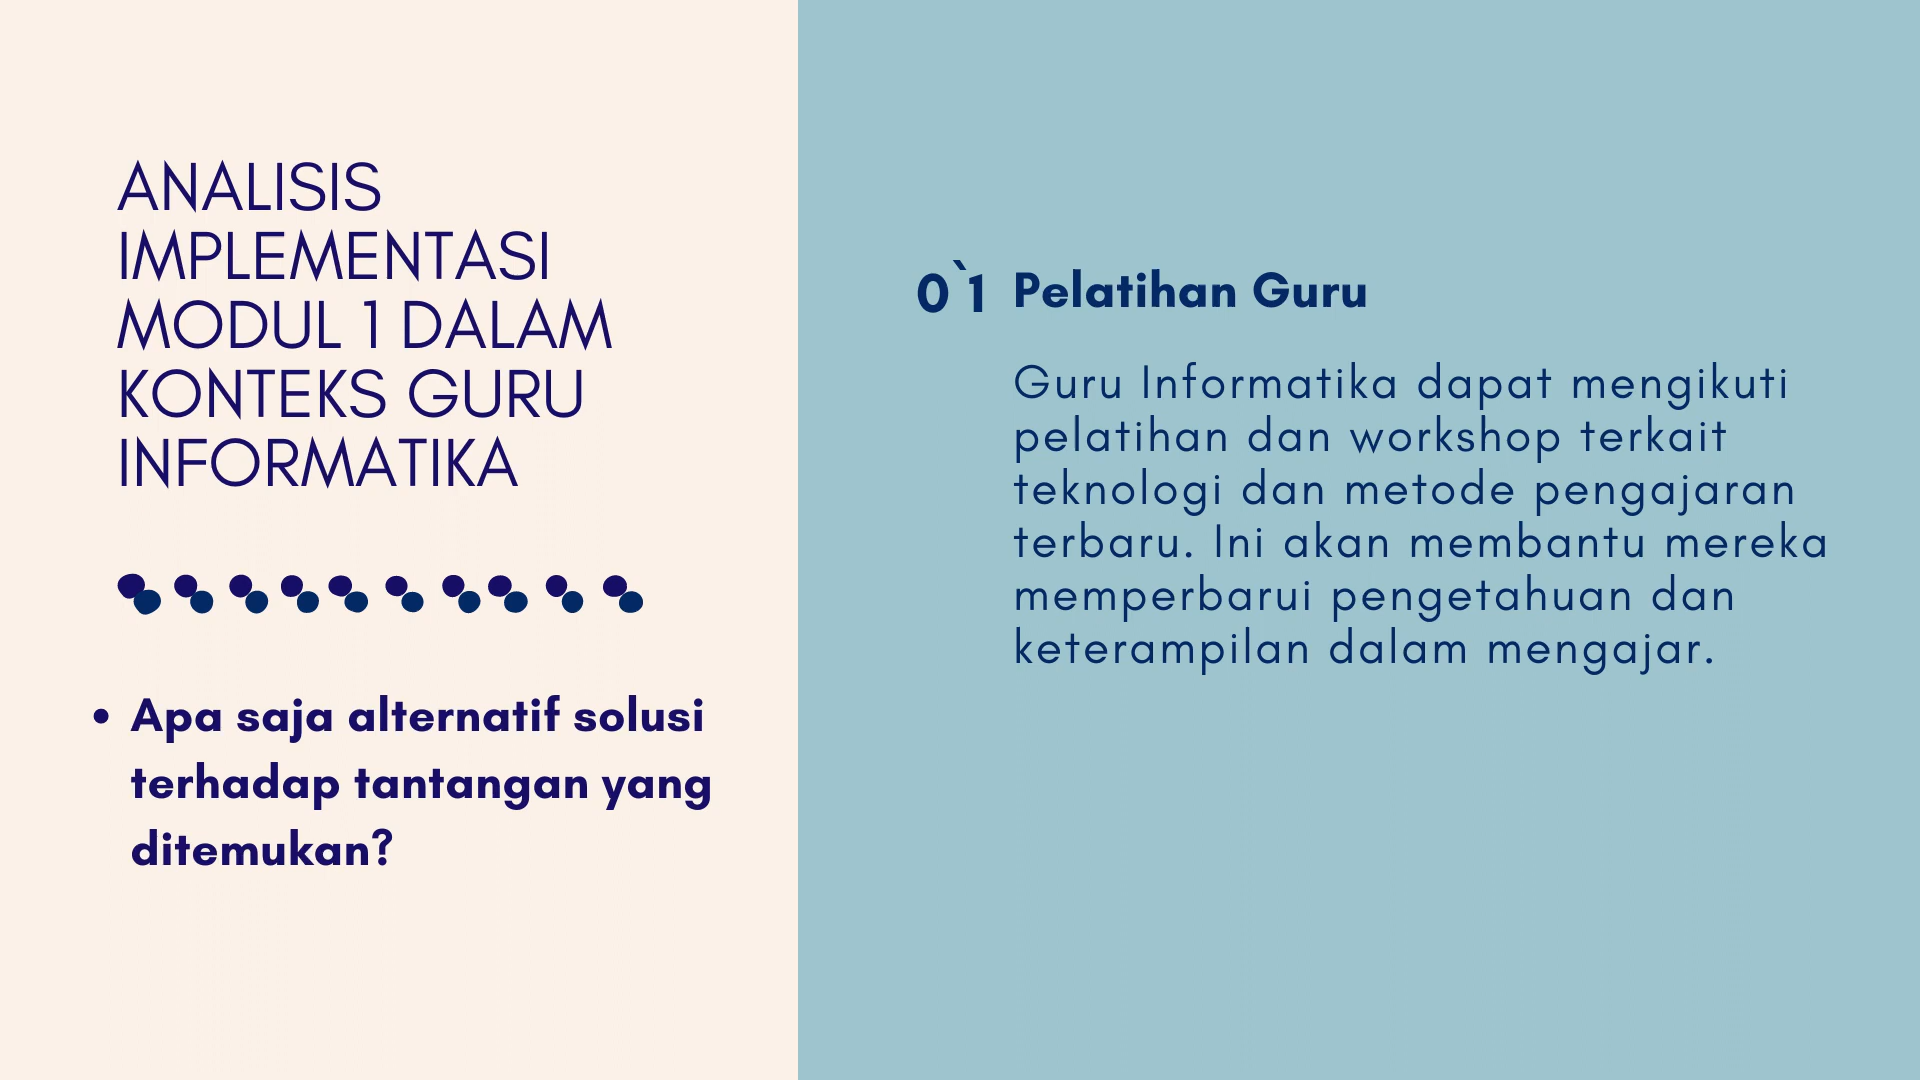 ANALISIS
IMPLEMENTASI
MODUL 1 DALAM
KONTEKS GURU
INFORMATIKA
• Apa saja alternatif solusi
terhadap tantangan yang
ditemukan?
0`1 Pelatihan Guru
Guru Informatika dapat mengikuti
pelatihan dan workshop terkait
teknologi dan metode pengajaran
terbaru. Ini akan membantu mereka
memperbarui pengetahuan dan
keterampilan dalam mengajar.